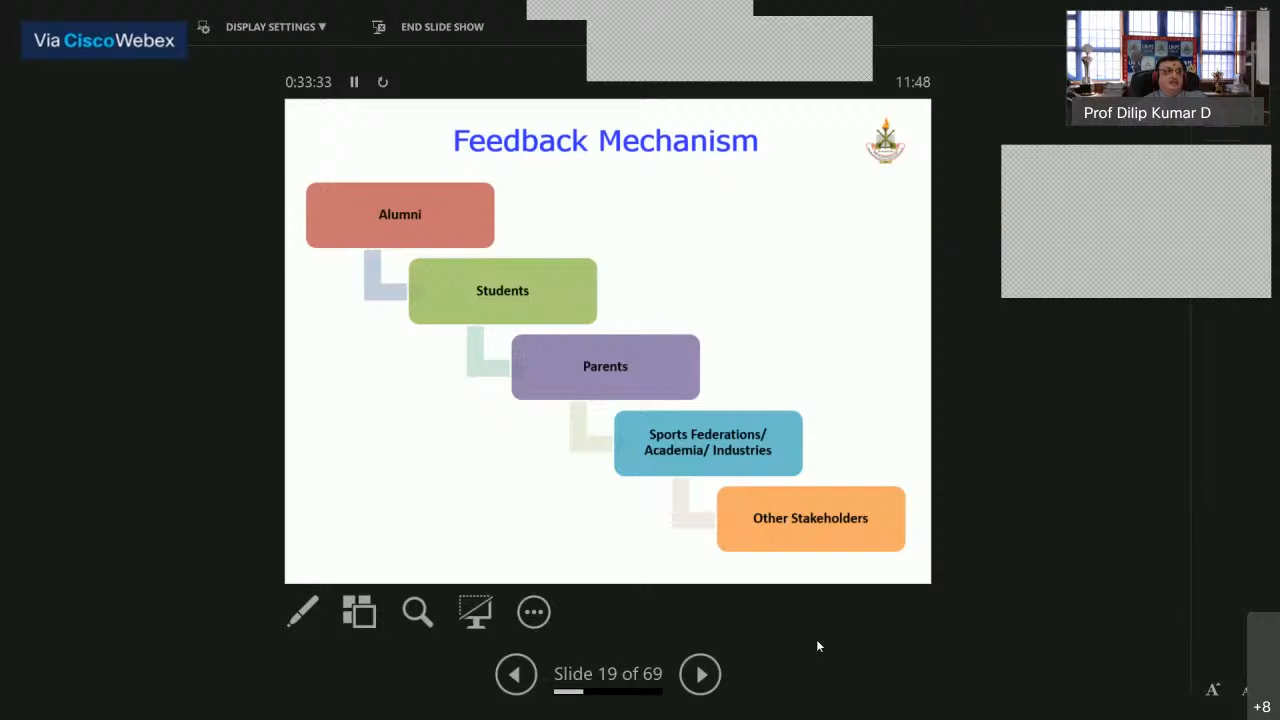 Via CiscoWebex
DISPLAY SETTINGS ▼
END SLIDE SHOW
0:33:33
11:48
Prof Dilip Kumar D
Feedback Mechanism
Alumni
Students
Parents
Sports Federations/
Academia/ Industries
Other Stakeholders
Slide 19 of 69
A
+8